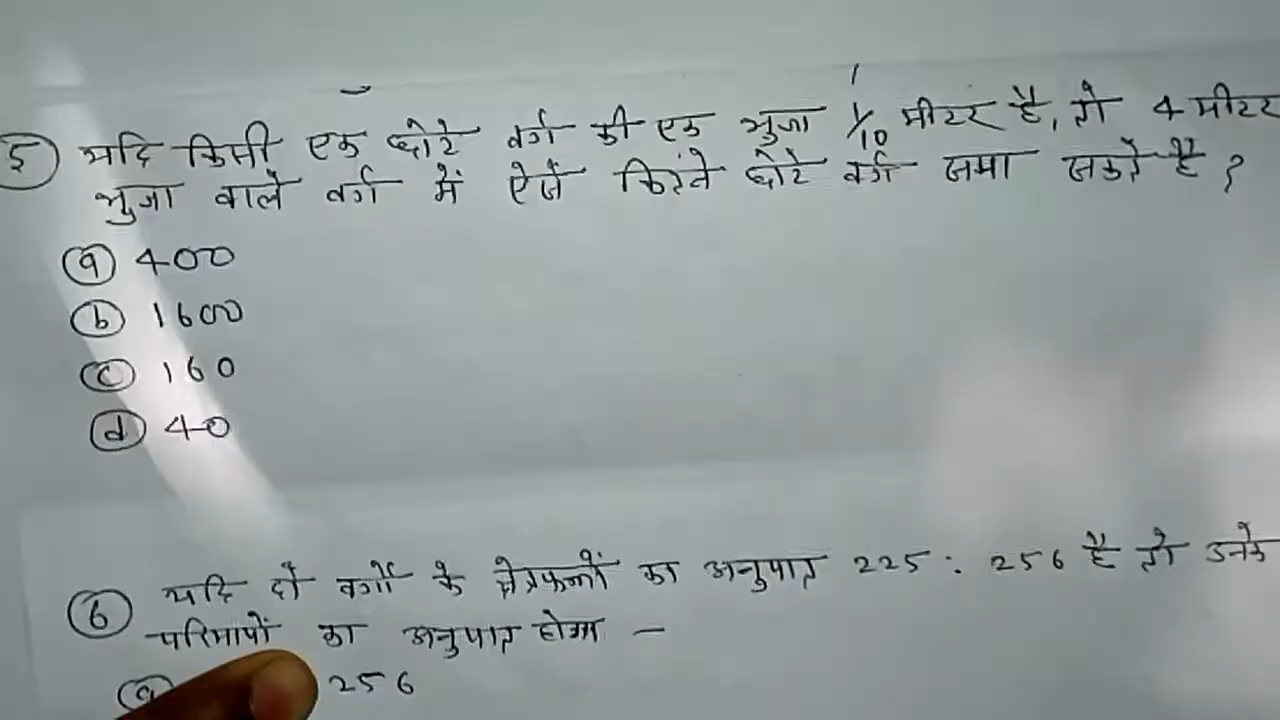 5 यदि किसी एक छोटे वर्ग की एक भुजा 1/10 मीटर है, तो 4 मीटर
भुजा वाले वर्ग में ऐसे कितने छोटे वर्ग जमा सकते है ?
a 400
b 1600
c 160
d 40
6 यदि दो वर्गों के क्षेत्रफलों का अनुपात 225 : 256 है तो उनके
परिमापों का अनुपात होगा —
a 256